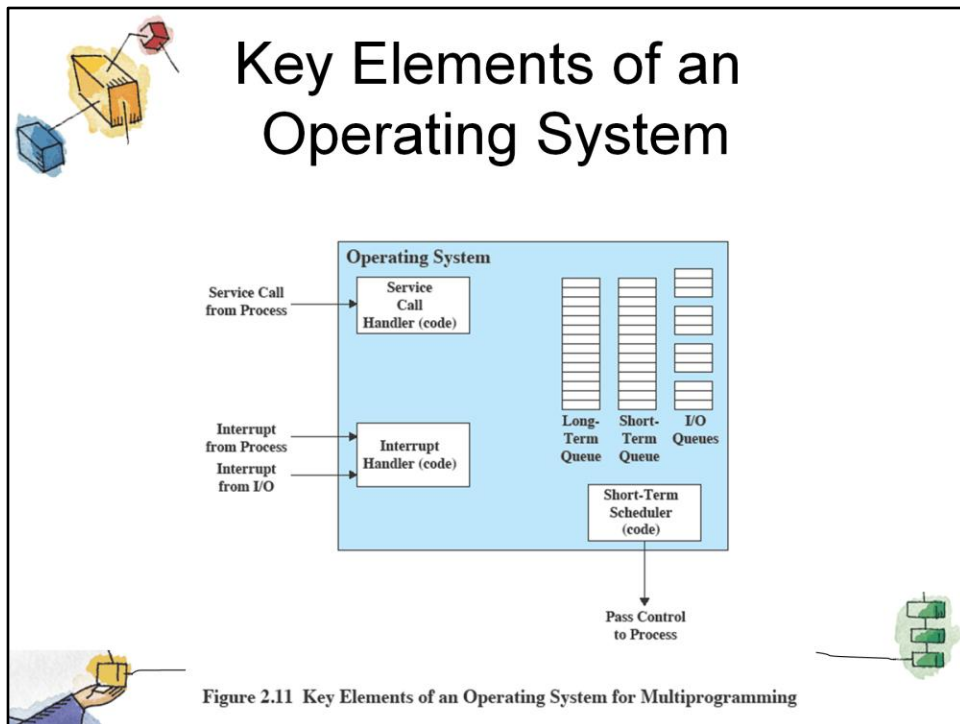 Key Elements of an
Operating System
Operating System
Service Call
from Process
Service
Call
Handler (code)
Interrupt
from Process
Interrupt
from I/O
Interrupt
Handler (code)
Long-
Term
Queue
Short-
Term
Queue
I/O
Queues
Short-Term
Scheduler
(code)
Pass Control
to Process
Figure 2.11 Key Elements of an Operating System for Multiprogramming